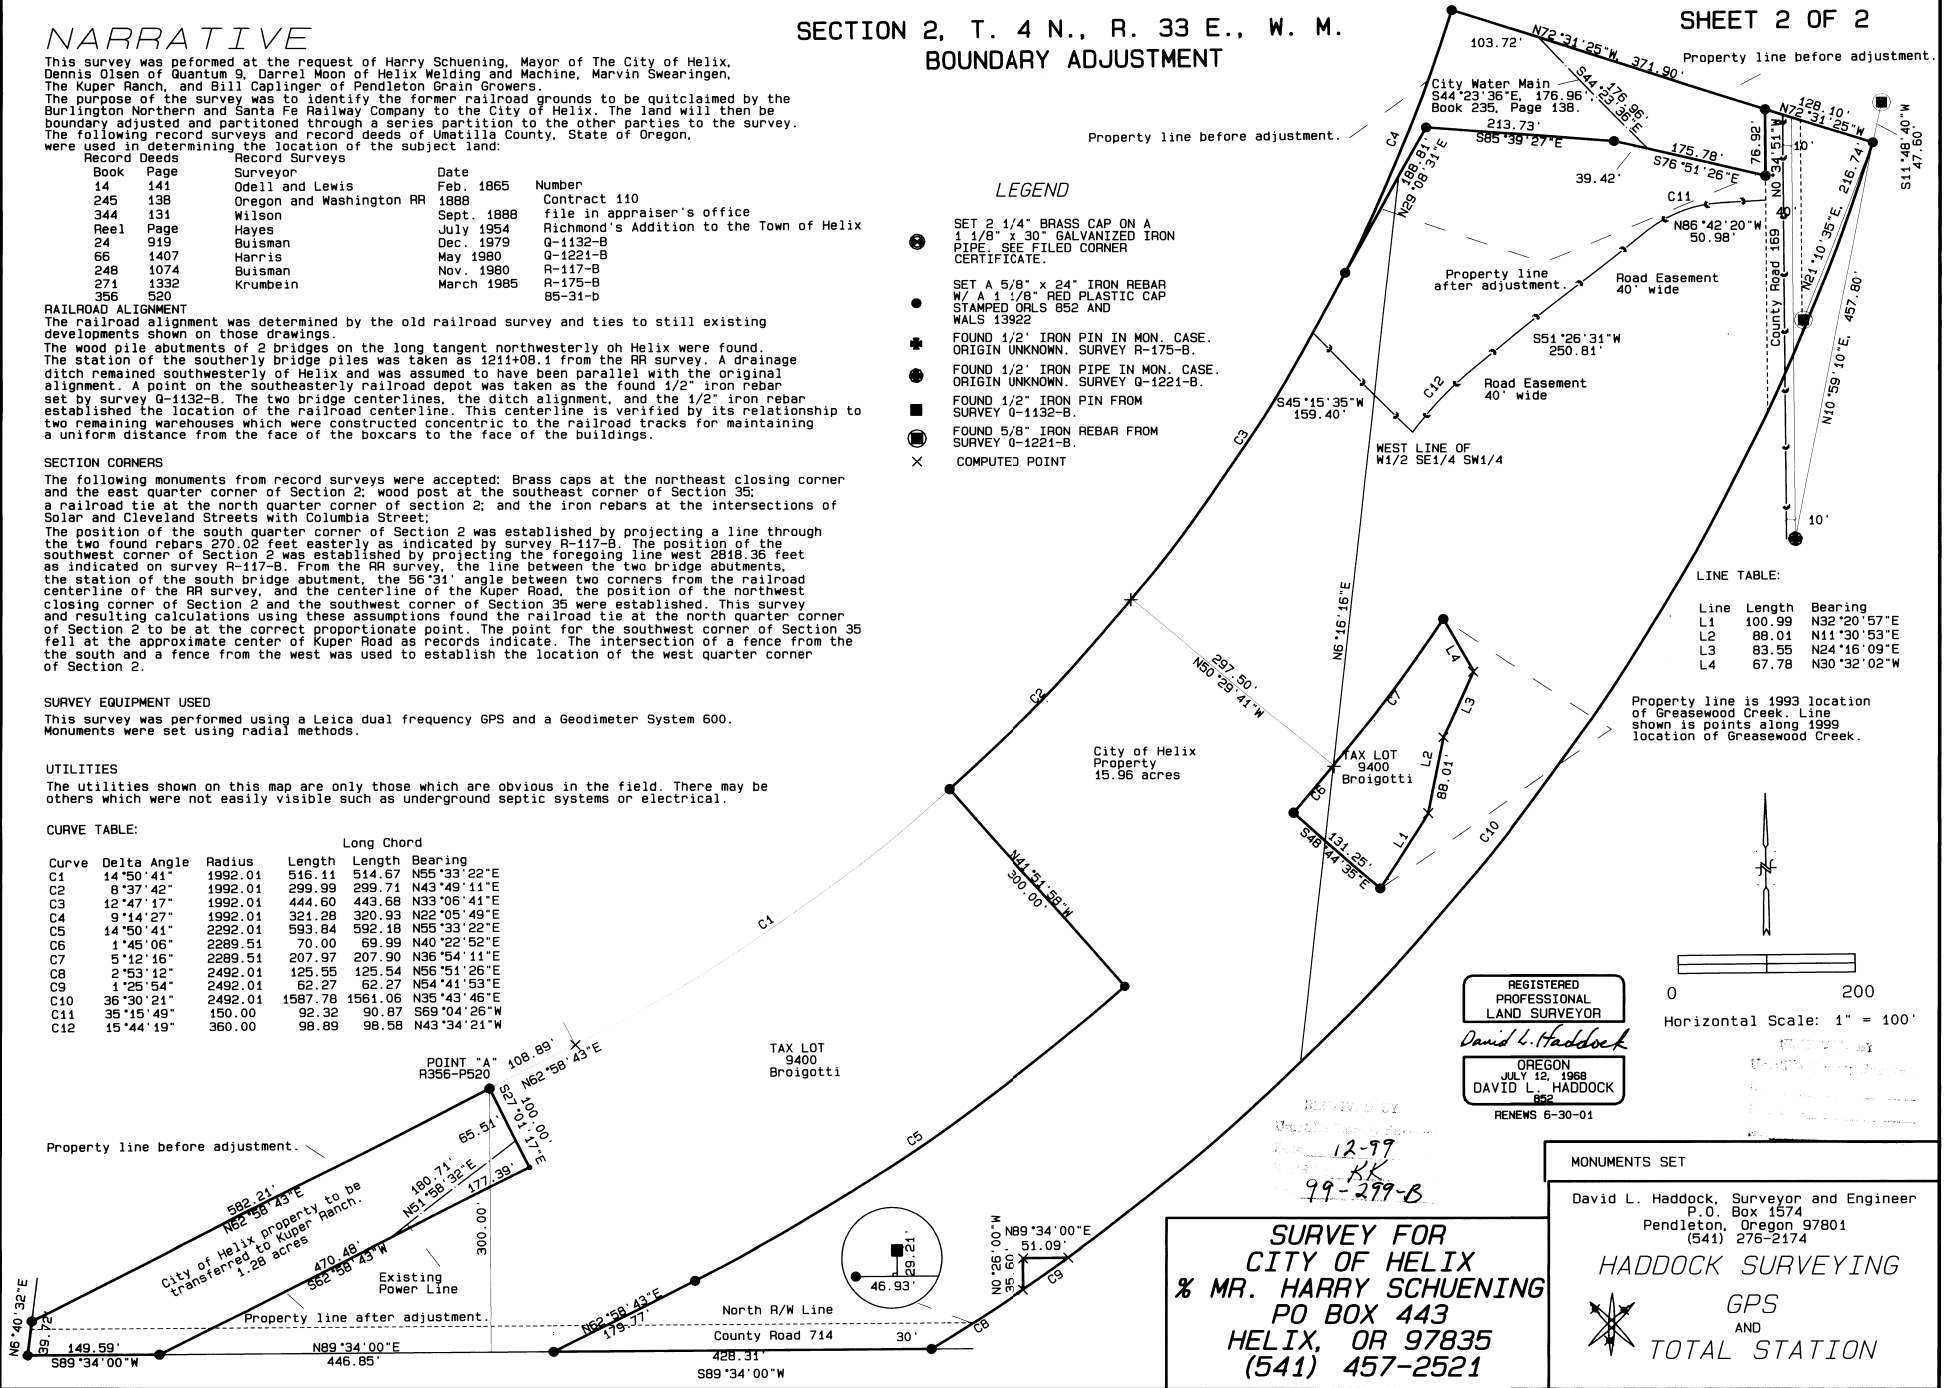 SECTION 2, T. 4 N., R. 33 E., W. M.
BOUNDARY ADJUSTMENT
SHEET 2 OF 2
NARRATIVE
This survey was peformed at the request of Harry Schuening, Mayor of The City of Helix,
Dennis Olsen of Quantum 9, Darrel Moon of Helix Welding and Machine, Marvin Swearingen,
The Kuper Ranch, and Bill Caplinger of Pendleton Grain Growers.
The purpose of the survey was to identify the former railroad grounds to be quitclaimed by the
Burlington Northern and Santa Fe Railway Company to the City of Helix. The land will then be
boundary adjusted and partitoned through a series partition to the other parties to the survey.
The following record surveys and record deeds of Umatilla County, State of Oregon,
were used in determining the location of the subject land:
Record Deeds Record Surveys
Book Page Surveyor Date
14 141 Odell and Lewis Feb. 1865 Number
245 138 Oregon and Washington RR 1888 Contract 110
344 131 Wilson Sept. 1888 file in appraiser's office
Reel Page Hayes July 1954 Richmond's Addition to the Town of Helix
24 919 Buisman Dec. 1979 Q-1132-B
66 1407 Harris May 1980 Q-1221-B
248 1074 Buisman Nov. 1980 R-117-B
271 1332 Krumbein March 1985 R-175-B
356 520 85-31-b
RAILROAD ALIGNMENT
The railroad alignment was determined by the old railroad survey and ties to still existing
developments shown on those drawings.
The wood pile abutments of 2 bridges on the long tangent northwesterly oh Helix were found.
The station of the southerly bridge piles was taken as 1211+08.1 from the RR survey. A drainage
ditch remained southwesterly of Helix and was assumed to have been parallel with the original
alignment. A point on the southeasterly railroad depot was taken as the found 1/2" iron rebar
set by survey Q-1132-B. The two bridge centerlines, the ditch alignment, and the 1/2" iron rebar
established the location of the railroad centerline. This centerline is verified by its relationship to
two remaining warehouses which were constructed concentric to the railroad tracks for maintaining
a uniform distance from the face of the boxcars to the face of the buildings.
SECTION CORNERS
The following monuments from record surveys were accepted: Brass caps at the northeast closing corner
and the east quarter corner of Section 2; wood post at the southeast corner of Section 35;
a railroad tie at the north quarter corner of section 2; and the iron rebars at the intersections of
Solar and Cleveland Streets with Columbia Street;
The position of the south quarter corner of Section 2 was established by projecting a line through
the two found rebars 270.02 feet easterly as indicated by survey R-117-B. The position of the
southwest corner of Section 2 was established by projecting the foregoing line west 2818.36 feet
as indicated on survey R-117-B. From the RR survey, the line between the two bridge abutments,
the station of the south bridge abutment, the 56°31' angle between two corners from the railroad
centerline of the RR survey, and the centerline of the Kuper Road, the position of the northwest
closing corner of Section 2 and the southwest corner of Section 35 were established. This survey
and resulting calculations using these assumptions found the railroad tie at the north quarter corner
of Section 2 to be at the correct proportionate point. The point for the southwest corner of Section 35
fell at the approximate center of Kuper Road as records indicate. The intersection of a fence from the
the south and a fence from the west was used to establish the location of the west quarter corner
of Section 2.
SURVEY EQUIPMENT USED
This survey was performed using a Leica dual frequency GPS and a Geodimeter System 600.
Monuments were set using radial methods.
UTILITIES
The utilities shown on this map are only those which are obvious in the field. There may be
others which were not easily visible such as underground septic systems or electrical.
CURVE TABLE:
Long Chord
Curve Delta Angle Radius Length Length Bearing
C1 14°50'41" 1992.01 516.11 514.67 N55°33'22"E
C2 8°37'42" 1992.01 299.99 299.71 N43°49'11"E
C3 12°47'17" 1992.01 444.60 443.68 N33°06'41"E
C4 9°14'27" 1992.01 321.28 320.93 N22°05'49"E
C5 14°50'41" 2292.01 593.84 592.18 N55°33'22"E
C6 1°45'06" 2289.51 70.00 69.99 N40°22'52"E
C7 5°12'16" 2289.51 207.97 207.90 N36°54'11"E
C8 2°53'12" 2492.01 125.55 125.54 N56°51'26"E
C9 1°25'54" 2492.01 62.27 62.27 N54°41'53"E
C10 36°30'21" 2492.01 1587.78 1561.06 N35°43'46"E
C11 35°15'49" 150.00 92.32 90.87 S69°04'26"W
C12 15°44'19" 360.00 98.89 98.58 N43°34'21"W
LEGEND
SET 2 1/4" BRASS CAP ON A
1 1/8" x 30" GALVANIZED IRON
PIPE. SEE FILED CORNER
CERTIFICATE.
SET A 5/8" x 24" IRON REBAR
W/ A 1 1/8" RED PLASTIC CAP
STAMPED ORLS 852 AND
WALS 13922
FOUND 1/2' IRON PIN IN MON. CASE.
ORIGIN UNKNOWN. SURVEY R-175-B.
FOUND 1/2' IRON PIPE IN MON. CASE.
ORIGIN UNKNOWN. SURVEY Q-1221-B.
FOUND 1/2" IRON PIN FROM
SURVEY Q-1132-B.
FOUND 5/8" IRON REBAR FROM
SURVEY Q-1221-B.
COMPUTED POINT
103.72'
N72°31'25"W, 371.90'
Property line before adjustment.
City Water Main
S44°23'36"E, 176.96'
Book 235, Page 138.
S44°23'36"E
176.96'
128.10'
N72°31'25"W
S11°48'40"W
47.60'
Property line before adjustment.
C4
213.73'
S85°39'27"E
188.81'
N29°08'31"E
175.78'
S76°51'26"E
39.42'
76.92'
N0°34'51"W
10'
216.74'
N21°10'35"E,
C11
40'
N86°42'20"W
50.98'
County Road 169
Property line
after adjustment.
Road Easement
40' wide
S51°26'31"W
250.81'
N10°59'10"E, 457.80'
C12
Road Easement
40' wide
S45°15'35"W
159.40'
C3
WEST LINE OF
W1/2 SE1/4 SW1/4
10'
N6°16'16"E
LINE TABLE:
Line Length Bearing
L1 100.99 N32°20'57"E
L2 88.01 N11°30'53"E
L3 83.55 N24°16'09"E
L4 67.78 N30°32'02"W
Property line is 1993 location
of Greasewood Creek. Line
shown is points along 1999
location of Greasewood Creek.
297.50'
N50°29'41"W
C2
L4
C7
L3
City of Helix
Property
15.96 acres
TAX LOT
9400
Broigotti
L2
88.01'
C6
131.25'
S48°44'35"E
L1
C10
N41°51'58"W
300.00'
C1
0 200
Horizontal Scale: 1" = 100'
REGISTERED
PROFESSIONAL
LAND SURVEYOR
David L. Haddock
OREGON
JULY 12, 1968
DAVID L. HADDOCK
852
RENEWS 6-30-01
RECEIVED BY
12-99
KK
99-299-B
POINT "A"
R356-P520
108.89'
N62°58'43"E
TAX LOT
9400
Broigotti
S27°01'17"E
100.00'
65.51'
Property line before adjustment.
C5
180.71'
N51°58'32"E
177.39'
582.21'
N62°58'43"E
City of Helix property to be
transferred to Kuper Ranch.
1.28 acres
470.48'
S62°58'43"W
300.00'
Existing
Power Line
Property line after adjustment.
N6°40'32"E
39.72'
149.59'
S89°34'00"W
N89°34'00"E
446.85'
N62°58'43"E
179.77'
North R/W Line
County Road 714
30'
428.31'
S89°34'00"W
29.21'
46.93'
N0°26'00"W
35.60'
N89°34'00"E
51.09'
C9
C8
SURVEY FOR
CITY OF HELIX
% MR. HARRY SCHUENING
PO BOX 443
HELIX, OR 97835
(541) 457-2521
MONUMENTS SET
David L. Haddock, Surveyor and Engineer
P.O. Box 1574
Pendleton, Oregon 97801
(541) 276-2174
HADDOCK SURVEYING
GPS
AND
TOTAL STATION